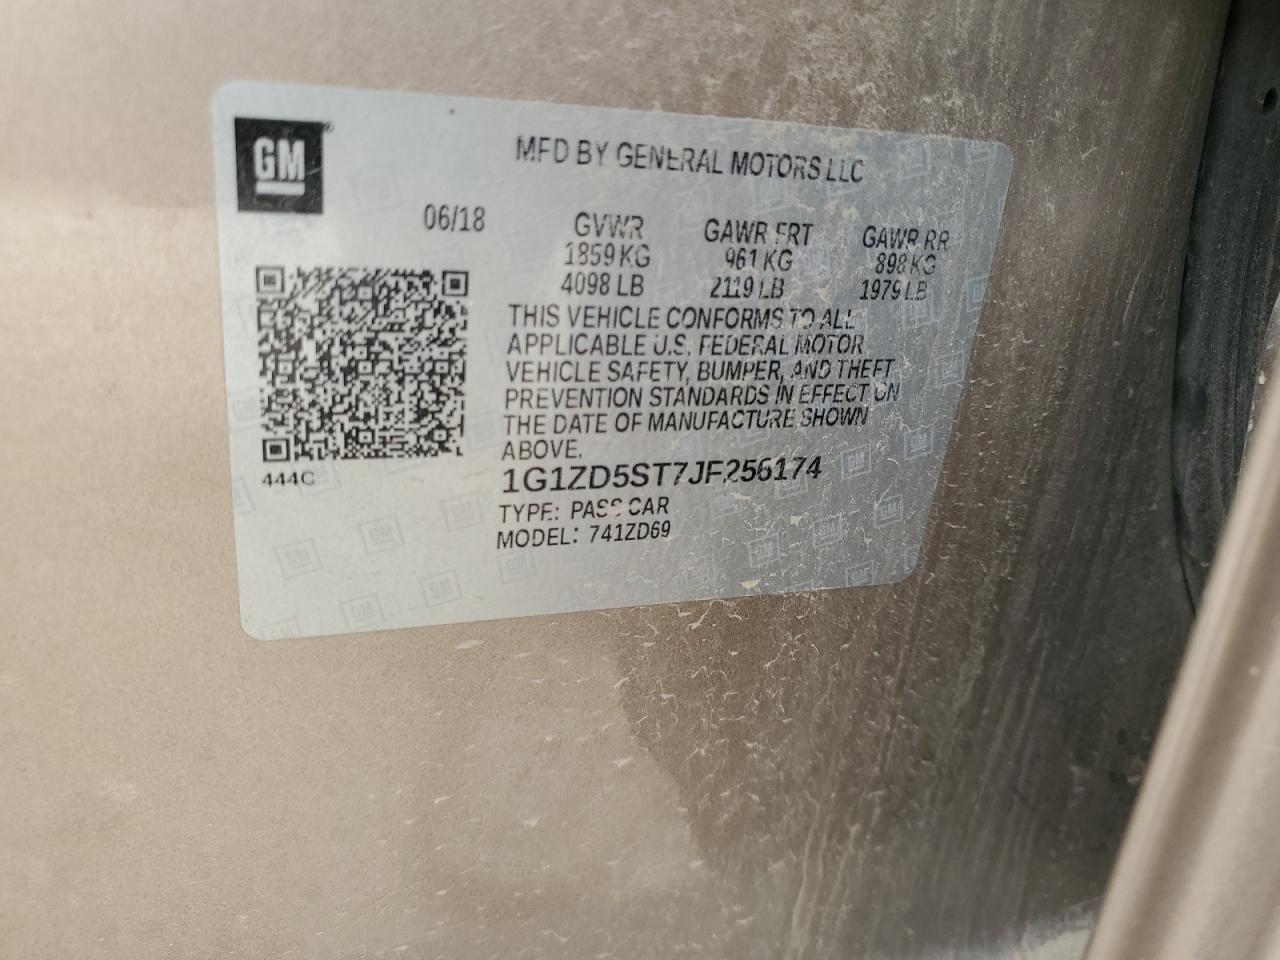 GM
MFD BY GENERAL MOTORS LLC
06/18 GVWR GAWR FRT GAWR RR
1859 KG 961 KG 898 KG
4098 LB 2119 LB 1979 LB
THIS VEHICLE CONFORMS TO ALL
APPLICABLE U.S. FEDERAL MOTOR
VEHICLE SAFETY, BUMPER, AND THEFT
PREVENTION STANDARDS IN EFFECT ON
THE DATE OF MANUFACTURE SHOWN
ABOVE.
444C
1G1ZD5ST7JF256174
TYPE: PASS CAR
MODEL: 741ZD69